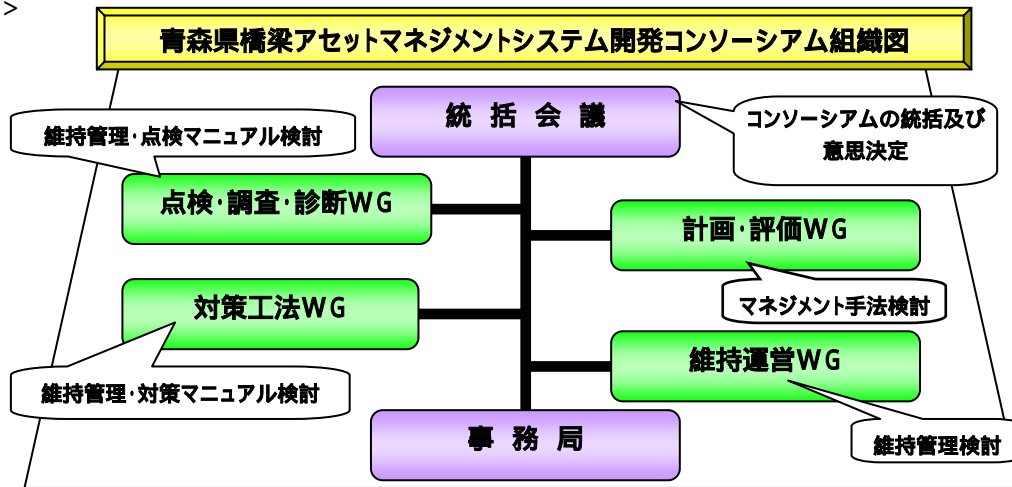 >
青森県橋梁アセットマネジメントシステム開発コンソーシアム組織図
統括会議
コンソーシアムの統括及び
意思決定
維持管理・点検マニュアル検討
点検・調査・診断WG
計画・評価WG
マネジメント手法検討
対策工法WG
維持管理・対策マニュアル検討
維持運営WG
維持管理検討
事務局